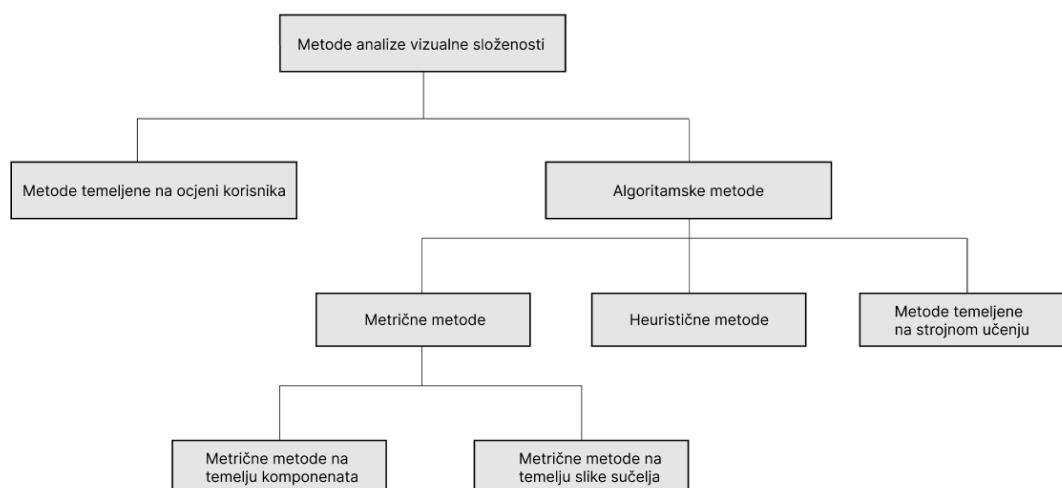 Metode analize vizualne složenosti
Metode temeljene na ocjeni korisnika
Algoritamske metode
Metrične metode
Heuristične metode
Metode temeljene
na strojnom učenju
Metrične metode na
temelju komponenata
Metrične metode na
temelju slike sučelja